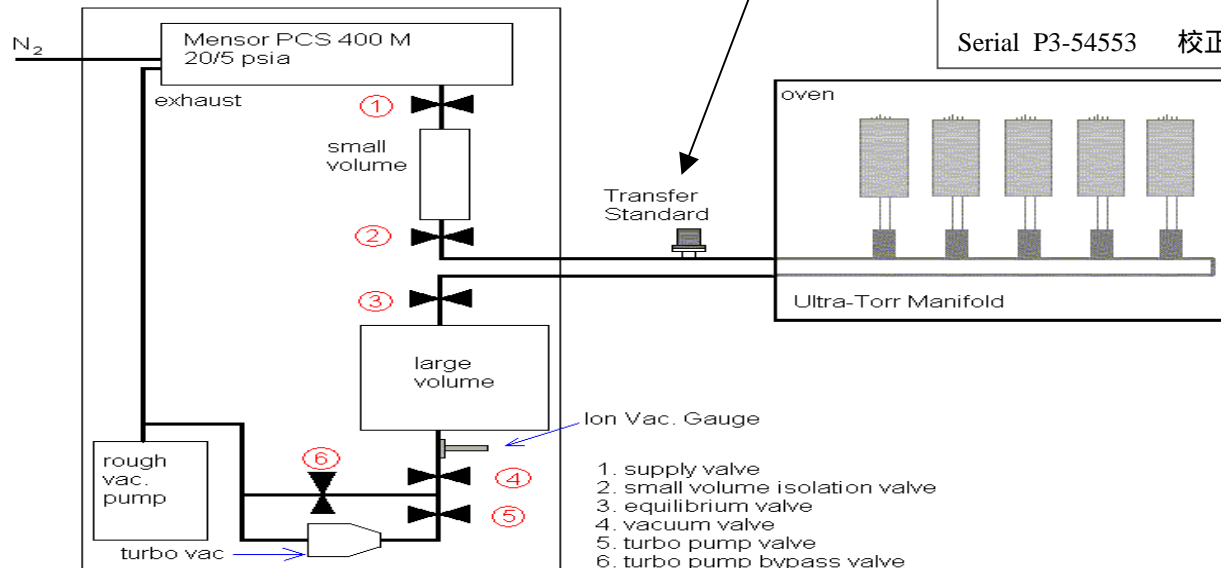 Serial P3-54553 校正
N2
Mensor PCS 400 M
20/5 psia
exhaust
1
small
volume
2
Transfer
Standard
oven
Ultra-Torr Manifold
3
large
volume
Ion Vac. Gauge
rough
vac.
pump
6
4
5
turbo vac
1. supply valve
2. small volume isolation valve
3. equilibrium valve
4. vacuum valve
5. turbo pump valve
6. turbo pump bypass valve